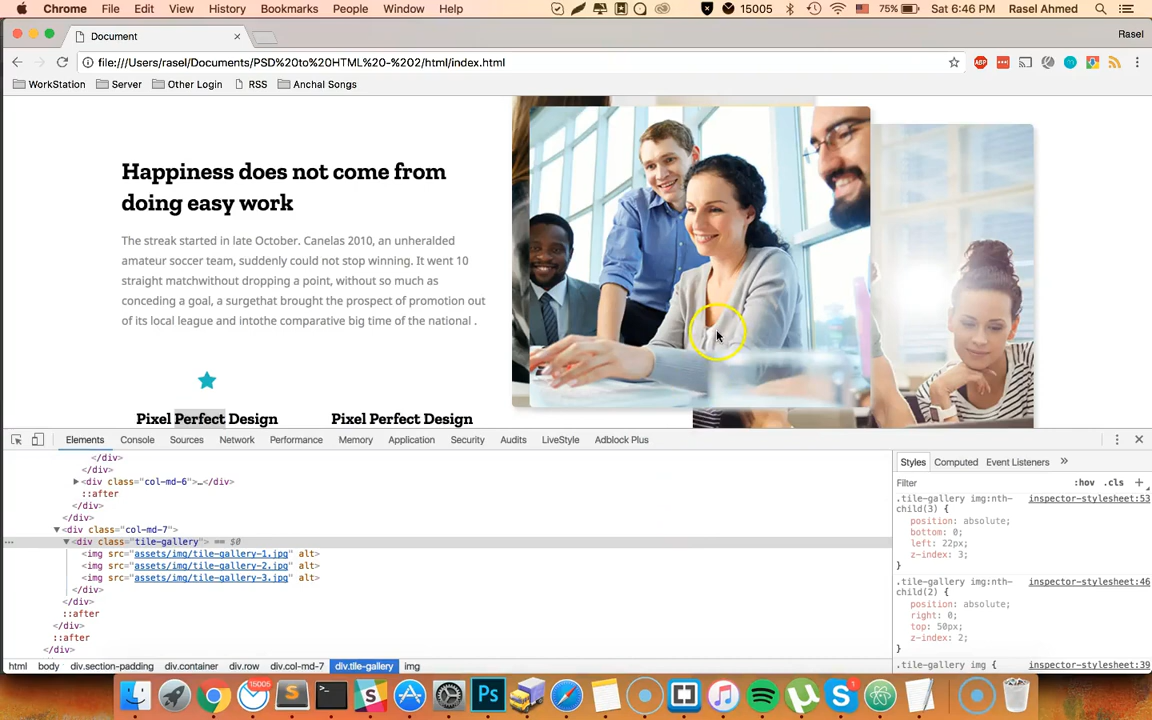 Chrome File Edit View History Bookmarks People Window Help 15005 75% Sat 6:46 PM Rasel Ahmed
Document Rasel
file:///Users/rasel/Documents/PSD%20to%20HTML%20-%202/html/index.html
WorkStation Server Other Login RSS Anchal Songs
Happiness does not come from
doing easy work
The streak started in late October. Canelas 2010, an unheralded
amateur soccer team, suddenly could not stop winning. It went 10
straight matchwithout dropping a point, without so much as
conceding a goal, a surgethat brought the prospect of promotion out
of its local league and intothe comparative big time of the national .
Pixel Perfect Design Pixel Perfect Design
Elements Console Sources Network Performance Memory Application Security Audits LiveStyle Adblock Plus
</div>
</div>
<div class="col-md-6">…</div>
::after
</div>
</div>
<div class="col-md-7">
<div class="tile-gallery"> == $0
<img src="assets/img/tile-gallery-1.jpg" alt>
<img src="assets/img/tile-gallery-2.jpg" alt>
<img src="assets/img/tile-gallery-3.jpg" alt>
</div>
</div>
::after
</div>
::after
</div>
html body div.section-padding div.container div.row div.col-md-7 div.tile-gallery img
Styles Computed Event Listeners »
Filter :hov .cls +
.tile-gallery img:nth- inspector-stylesheet:53
child(3) {
position: absolute;
bottom: 0;
left: 22px;
z-index: 3;
}
.tile-gallery img:nth- inspector-stylesheet:46
child(2) {
position: absolute;
right: 0;
top: 50px;
z-index: 2;
}
.tile-gallery img { inspector-stylesheet:39
15005
Ps
1